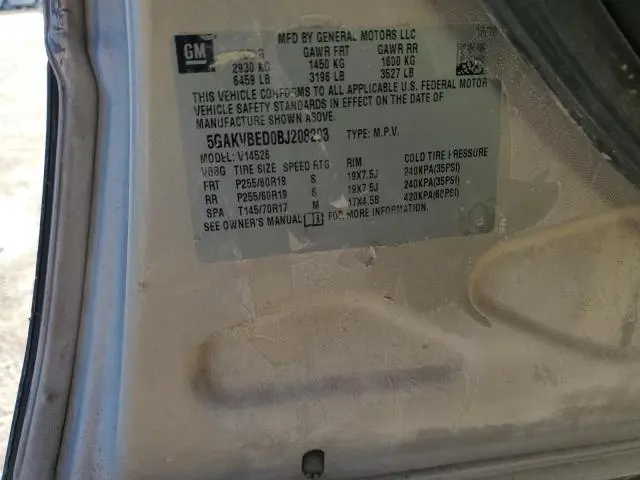 GM
MFD BY GENERAL MOTORS LLC
GAWR FRT GAWR RR
2930 KG 1450 KG 1600 KG
6459 LB 3196 LB 3527 LB
THIS VEHICLE CONFORMS TO ALL APPLICABLE U.S. FEDERAL MOTOR
VEHICLE SAFETY STANDARDS IN EFFECT ON THE DATE OF
MANUFACTURE SHOWN ABOVE.
TYPE: M.P.V.
MODEL: V14526
TIRE SIZE SPEED RTG RIM COLD TIRE PRESSURE
FRT P255/60R19 S 19X7.5J 240KPA(35PSI)
RR P255/60R19 S 19X7.5J 240KPA(35PSI)
SPA T145/70R17 M 17X4.5B 420KPA(60PSI)
SEE OWNER'S MANUAL FOR MORE INFORMATION.